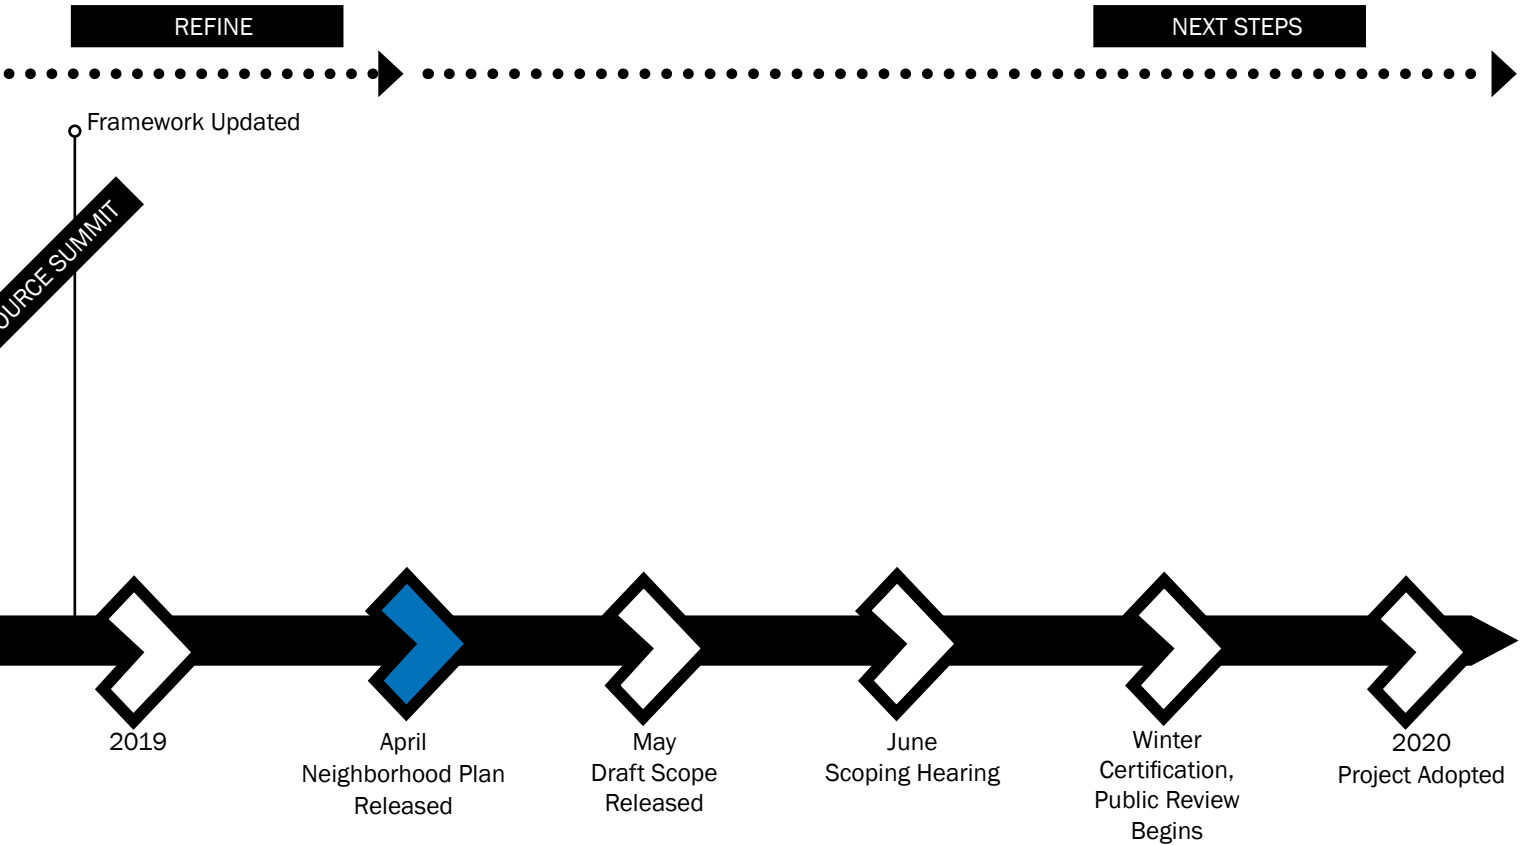 REFINE
NEXT STEPS
Framework Updated
SUMMIT
2019
April
Neighborhood Plan
Released
May
Draft Scope
Released
June
Scoping Hearing
Winter
Certification,
Public Review
Begins
2020
Project Adopted